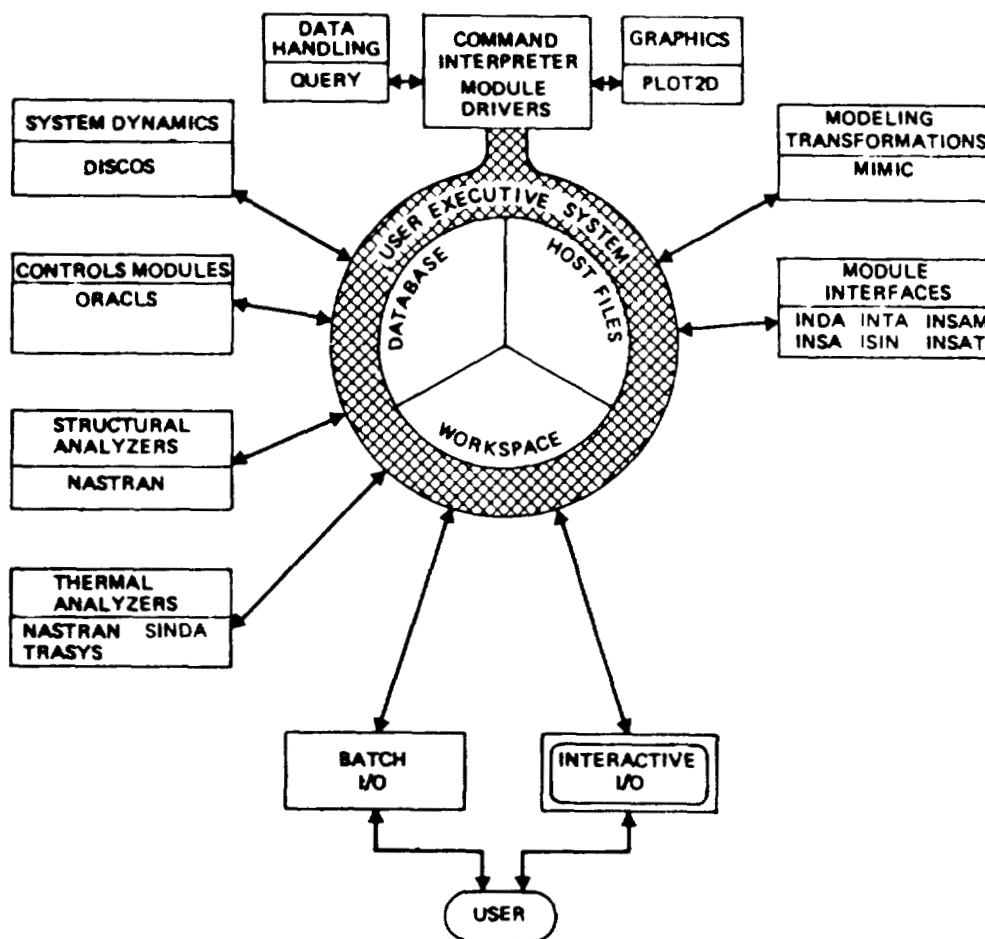 DATA
HANDLING
QUERY
COMMAND
INTERPRETER
MODULE
DRIVERS
GRAPHICS
PLOT2D
SYSTEM DYNAMICS
DISCOS
MODELING
TRANSFORMATIONS
MIMIC
USER EXECUTIVE SYSTEM
DATABASE
HOST FILES
WORKSPACE
CONTROLS MODULES
ORACLS
MODULE
INTERFACES
INDA INTA INSAM
INSA ISIN INSAT
STRUCTURAL
ANALYZERS
NASTRAN
THERMAL
ANALYZERS
NASTRAN SINDA
TRASYS
BATCH
I/O
INTERACTIVE
I/O
USER